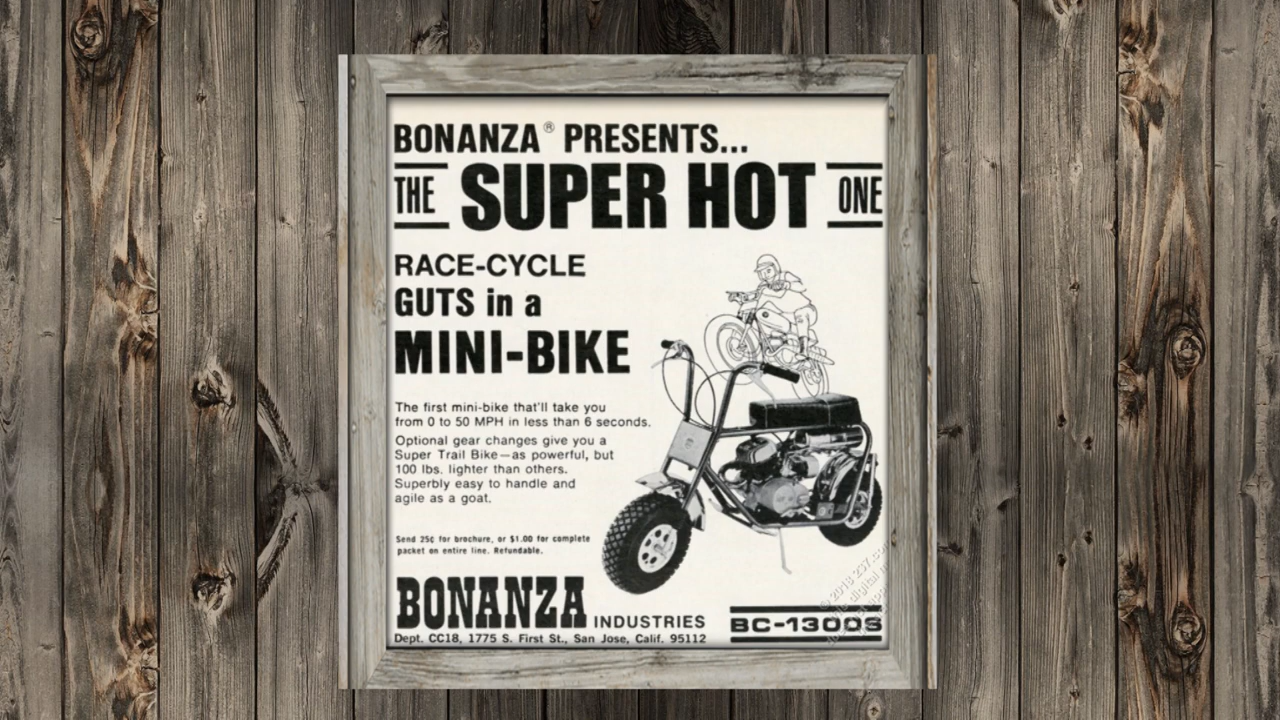 BONANZA® PRESENTS...
THE SUPER HOT ONE
RACE-CYCLE
GUTS in a
MINI-BIKE
The first mini-bike that'll take you
from 0 to 50 MPH in less than 6 seconds.
Optional gear changes give you a
Super Trail Bike—as powerful, but
100 lbs. lighter than others.
Superbly easy to handle and
agile as a goat.
Send 25¢ for brochure, or $1.00 for complete
packet on entire line. Refundable.
BONANZA INDUSTRIES
BC-1300S
Dept. CC18, 1775 S. First St., San Jose, Calif. 95112